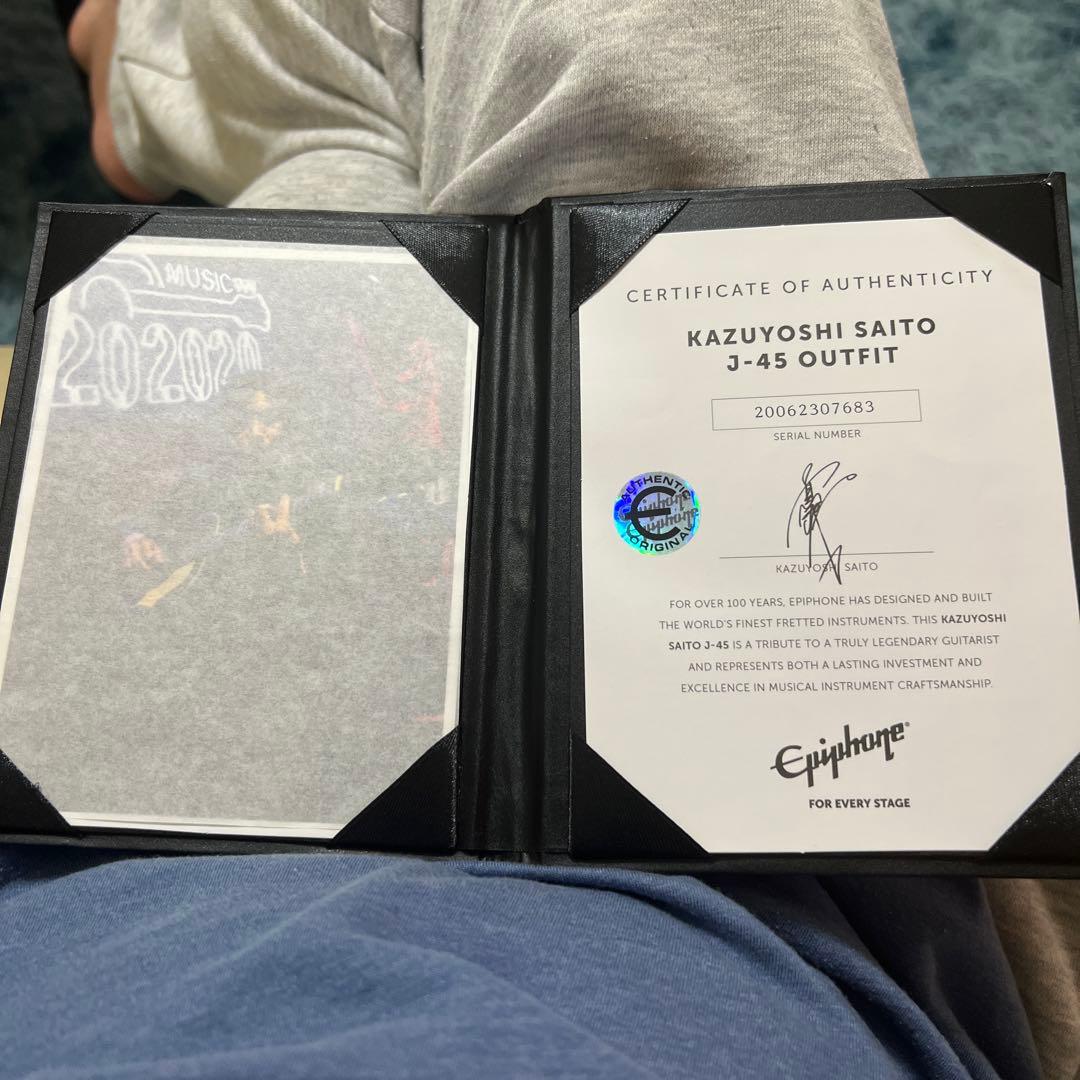 MUSIC
202020
CERTIFICATE OF AUTHENTICITY
KAZUYOSHI SAITO
J-45 OUTFIT
20062307683
SERIAL NUMBER
AUTHENTIC
Epiphone
Epiphone
ORIGINAL
KAZUYOSHI SAITO
FOR OVER 100 YEARS, EPIPHONE HAS DESIGNED AND BUILT
THE WORLD'S FINEST FRETTED INSTRUMENTS. THIS KAZUYOSHI
SAITO J-45 IS A TRIBUTE TO A TRULY LEGENDARY GUITARIST
AND REPRESENTS BOTH A LASTING INVESTMENT AND
EXCELLENCE IN MUSICAL INSTRUMENT CRAFTSMANSHIP.
Epiphone®
FOR EVERY STAGE